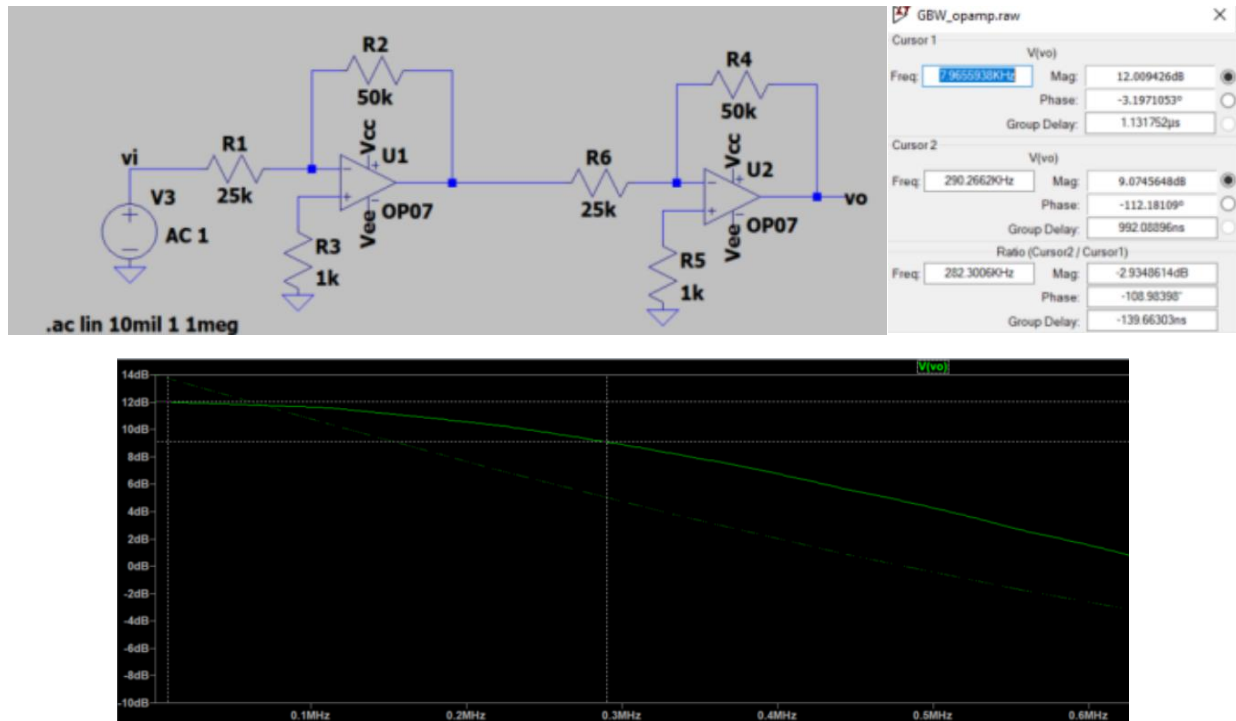 R2
50k
R4
50k
Vcc
U1
Vcc
U2
vi
R1
25k
R6
25k
V3
AC 1
Vee
OP07
Vee
OP07
vo
R3
1k
R5
1k
.ac lin 10mil 1 1meg
GBW_opamp.raw
Cursor 1
V(vo)
Freq: 7.9655938KHz Mag: 12.009426dB
Phase: -3.1971053°
Group Delay: 1.131752µs
Cursor 2
V(vo)
Freq: 290.2662KHz Mag: 9.0745648dB
Phase: -112.18109°
Group Delay: 992.08896ns
Ratio (Cursor2 / Cursor1)
Freq: 282.3006KHz Mag: -2.9348614dB
Phase: -108.98398°
Group Delay: -139.66303ns
V(vo)
14dB
12dB
10dB
8dB
6dB
4dB
2dB
0dB
-2dB
-4dB
-6dB
-8dB
-10dB
0.1MHz 0.2MHz 0.3MHz 0.4MHz 0.5MHz 0.6MHz